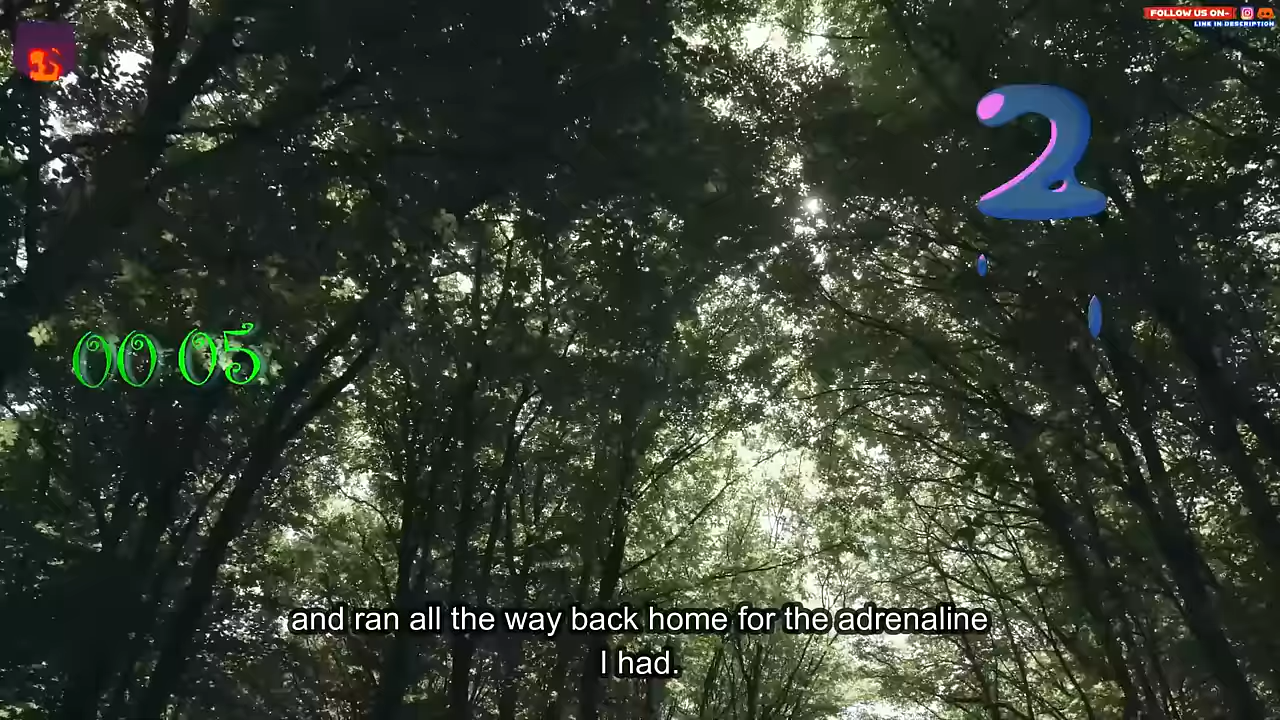 FOLLOW US ON-
LINK IN DESCRIPTION
2
00 05
and ran all the way back home for the adrenaline
I had.